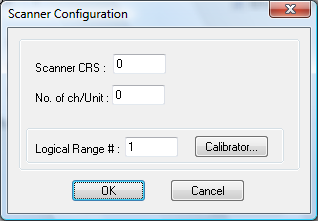 Scanner Configuration
Scanner CRS : 0
No. of ch/Unit : 0
Logical Range # : 1 Calibrator...
OK Cancel